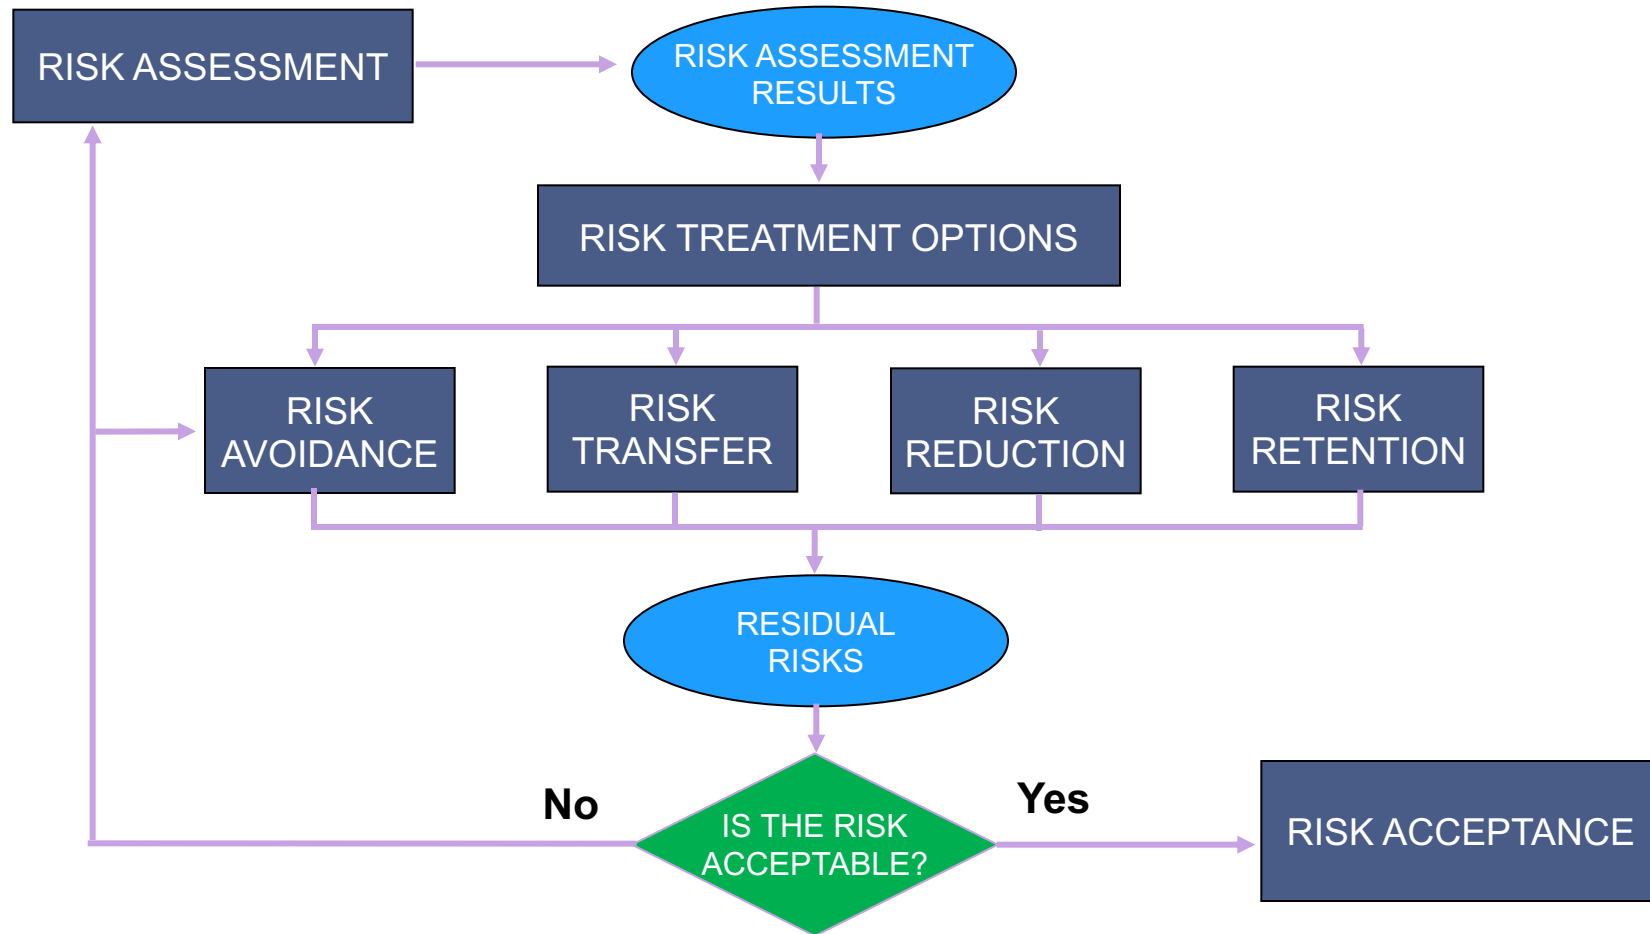 RISK ASSESSMENT
RISK ASSESSMENT
RESULTS
RISK TREATMENT OPTIONS
RISK
AVOIDANCE
RISK
TRANSFER
RISK
REDUCTION
RISK
RETENTION
RESIDUAL
RISKS
No
Yes
IS THE RISK
ACCEPTABLE?
RISK ACCEPTANCE